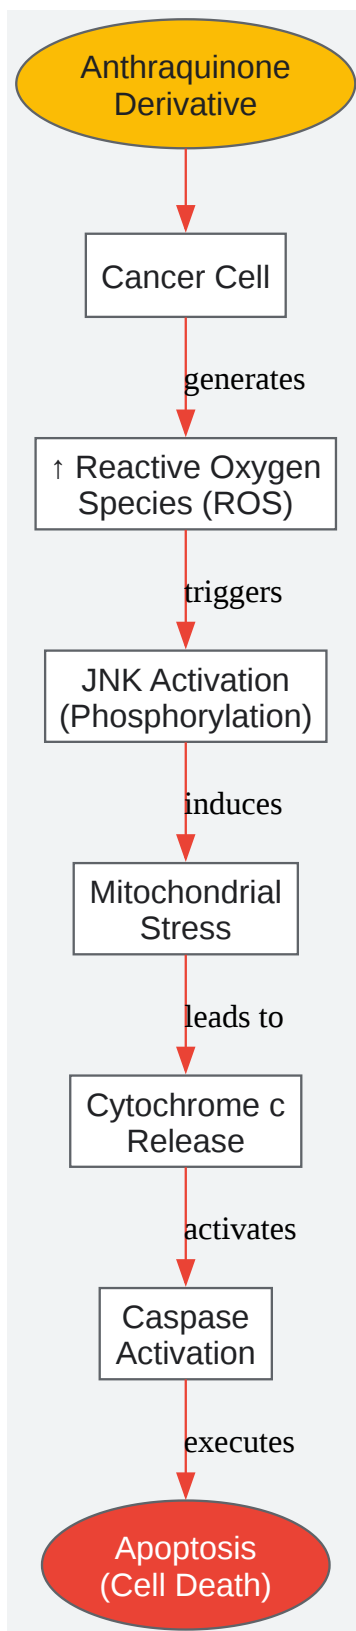 Anthraquinone
Derivative
Cancer Cell
generates
↑ Reactive Oxygen
Species (ROS)
triggers
JNK Activation
(Phosphorylation)
induces
Mitochondrial
Stress
leads to
Cytochrome c
Release
activates
Caspase
Activation
executes
Apoptosis
(Cell Death)